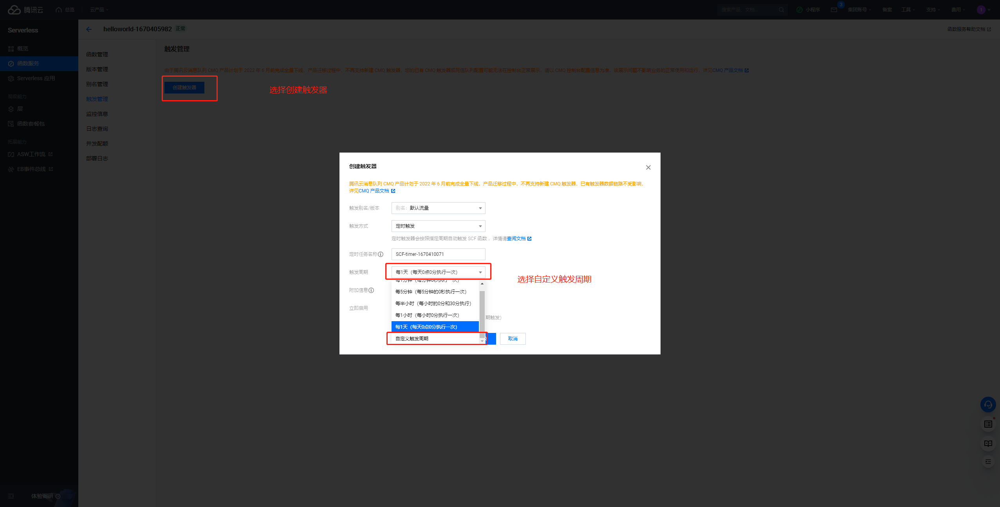 腾讯云
总览
云产品
搜索产品、文档...
小程序
3
集团账号
备案
工具
支持
费用
1
Serverless
helloworld-1670405982
正常
函数服务帮助文档
概览
函数服务
Serverless 应用
高级能力
层
函数套餐包
拓展能力
ASW工作流
EB事件总线
体验调研
函数管理
版本管理
别名管理
触发管理
监控信息
日志查询
并发配额
部署日志
触发管理
由于腾讯云消息队列 CMQ 产品计划于 2022 年 6 月前完成全量下线，产品迁移过程中，不再支持新建 CMQ 触发器，您的已有 CMQ 触发器或死信队列配置可能无法在控制台正常展示，请以 CMQ 控制台配置信息为准，该展示问题不影响业务的正常使用和运行，详见CMQ 产品文档
创建触发器
选择创建触发器
创建触发器
腾讯云消息队列 CMQ 产品计划于 2022 年 6 月前完成全量下线，产品迁移过程中，不再支持新建 CMQ 触发器，已有触发器数据链路不受影响，
详见CMQ 产品文档
触发别名/版本
别名：默认流量
触发方式
定时触发
定时触发器会按照指定周期自动触发 SCF 函数，详情请查阅文档
定时任务名称
SCF-timer-1670410071
触发周期
每1天（每天0点0分执行一次）
选择自定义触发周期
每1分钟（每分钟0秒执行一次）
附加信息
每5分钟（每5分钟的0秒执行一次）
每半小时（每小时的0分和30分执行）
立即启用
每1小时（每小时0分执行一次）
期触发）
每1天（每天0点0分执行一次）
自定义触发周期
取消